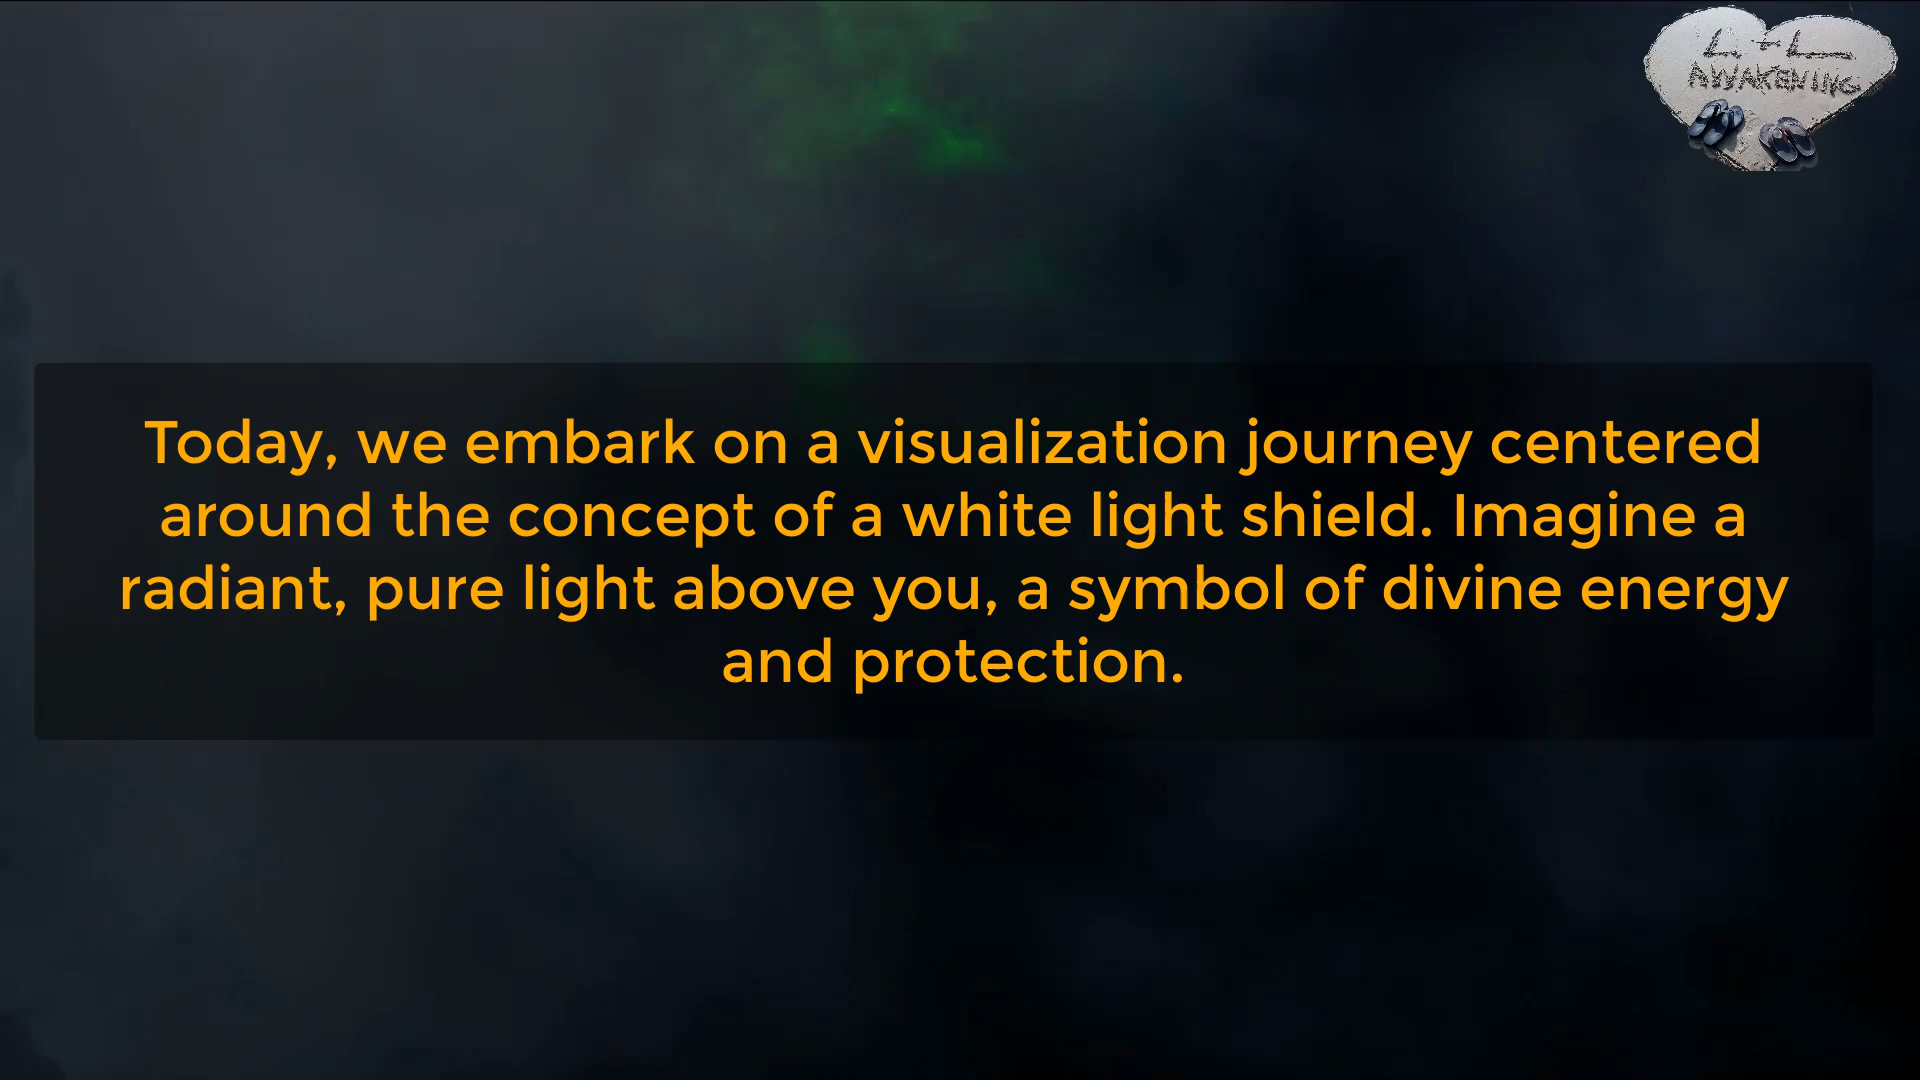 L + L
AWAKENING
Today, we embark on a visualization journey centered
around the concept of a white light shield. Imagine a
radiant, pure light above you, a symbol of divine energy
and protection.